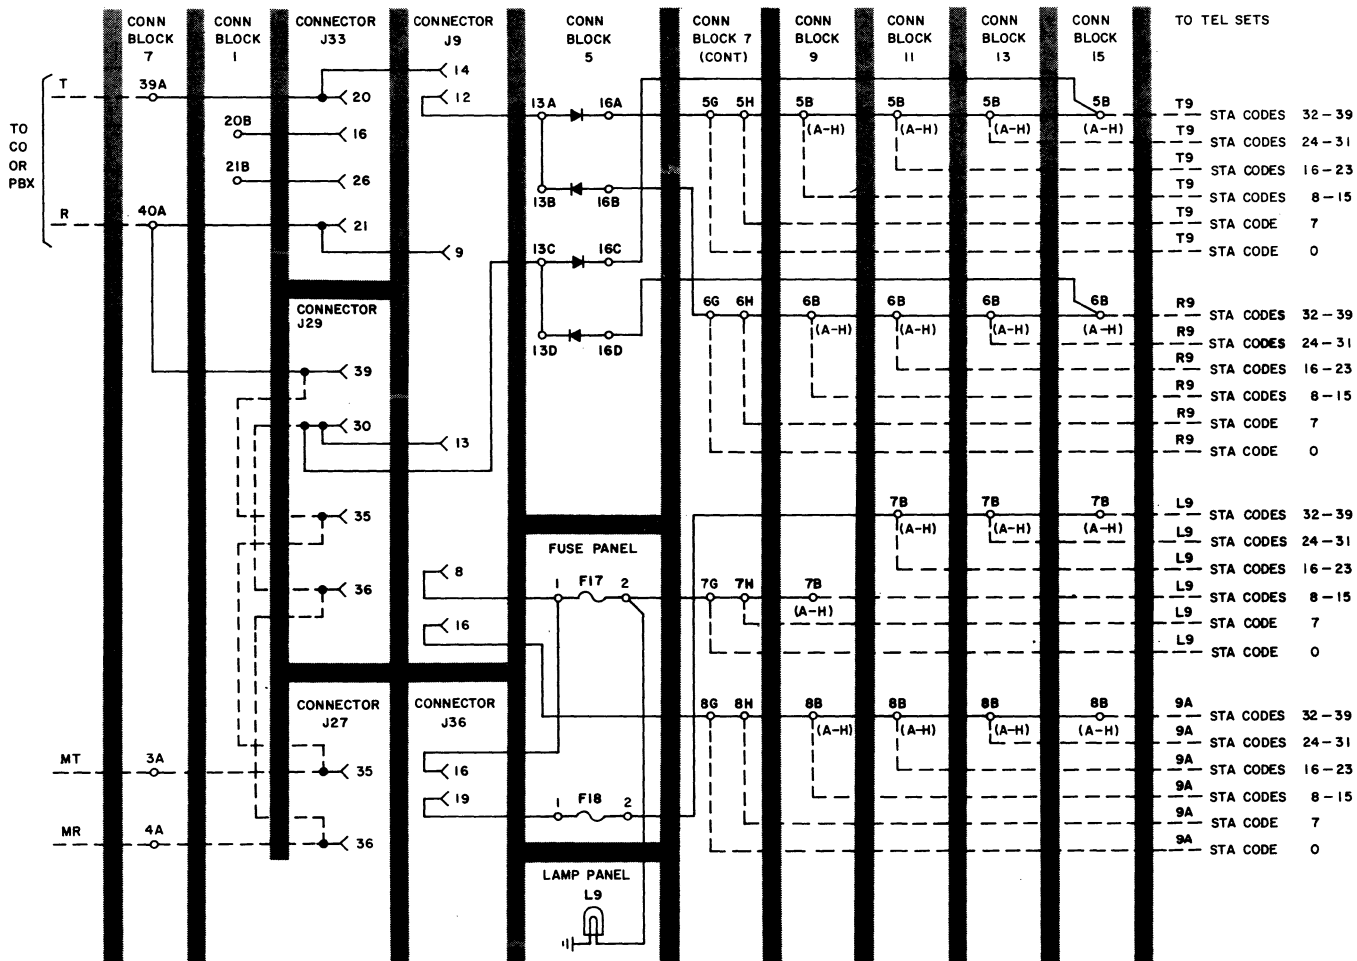 CONN BLOCK 7
CONN BLOCK 1
CONNECTOR J33
CONNECTOR J9
CONN BLOCK 5
CONN BLOCK 7 (CONT)
CONN BLOCK 9
CONN BLOCK 11
CONN BLOCK 13
CONN BLOCK 15
TO TEL SETS
TO CO OR PBX
T 39A 20 14
12
20B 16
21B 26
R 40A 21 9
13A 16A 5G 5H 5B 5B 5B 5B T9 STA CODES 32-39
(A-H) (A-H) (A-H) (A-H)
T9 STA CODES 24-31
T9 STA CODES 16-23
13B 16B T9 STA CODES 8-15
T9 STA CODE 7
13C 16C T9 STA CODE 0
CONNECTOR J29
13D 16D
6G 6H 6B 6B 6B 6B R9 STA CODES 32-39
(A-H) (A-H) (A-H) (A-H)
R9 STA CODES 24-31
39 R9 STA CODES 16-23
R9 STA CODES 8-15
30 13 R9 STA CODE 7
R9 STA CODE 0
35
7B 7B 7B L9 STA CODES 32-39
(A-H) (A-H) (A-H)
L9 STA CODES 24-31
FUSE PANEL
8 L9 STA CODES 16-23
36 1 F17 2 7G 7H 7B L9 STA CODES 8-15
(A-H)
16 L9 STA CODE 7
L9 STA CODE 0
CONNECTOR J27
CONNECTOR J36
8G 8H 8B 8B 8B 8B 9A STA CODES 32-39
(A-H) (A-H) (A-H) (A-H)
9A STA CODES 24-31
MT 3A 35 16 9A STA CODES 16-23
19 1 F18 2 9A STA CODES 8-15
9A STA CODE 7
MR 4A 36 9A STA CODE 0
LAMP PANEL
L9